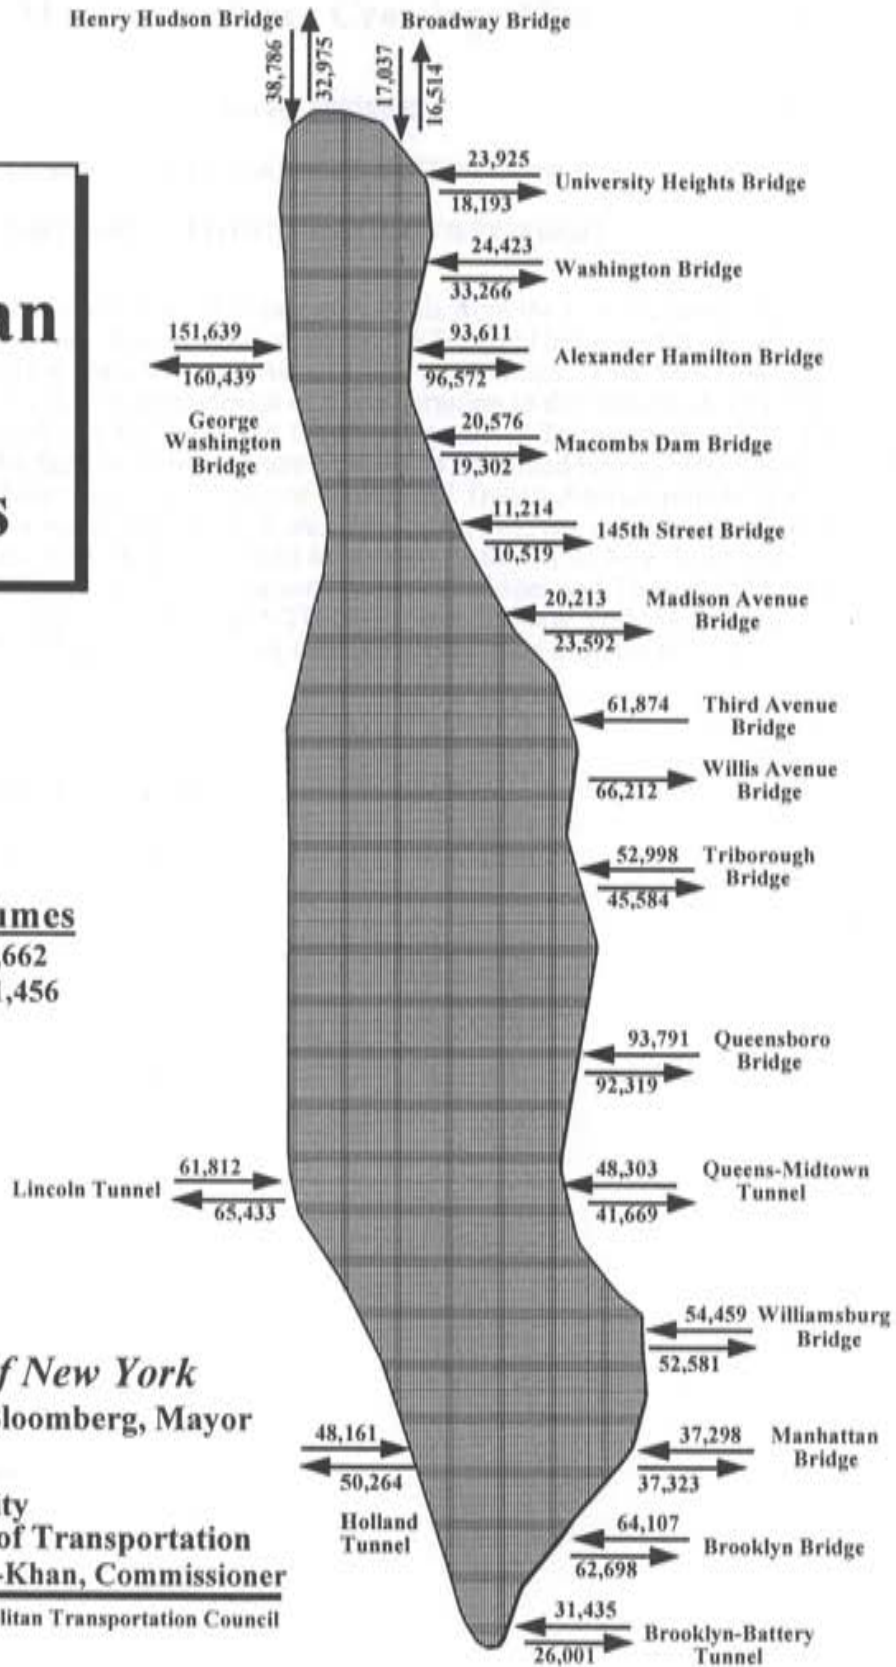 Henry Hudson Bridge
Broadway Bridge
38,786
32,975
17,037
16,514
23,925
University Heights Bridge
18,193
24,423
Washington Bridge
33,266
an
151,639
160,439
George
Washington
Bridge
93,611
Alexander Hamilton Bridge
96,572
20,576
Macombs Dam Bridge
19,302
s
11,214
145th Street Bridge
10,519
20,213
Madison Avenue
Bridge
23,592
61,874
Third Avenue
Bridge
Willis Avenue
Bridge
66,212
52,998
Triborough
Bridge
45,584
umes
,662
1,456
93,791
Queensboro
Bridge
92,319
Lincoln Tunnel
61,812
65,433
48,303
Queens-Midtown
Tunnel
41,669
54,459
Williamsburg
Bridge
52,581
f New York
Bloomberg, Mayor
48,161
50,264
Holland
Tunnel
37,298
Manhattan
Bridge
37,323
ity
of Transportation
-Khan, Commissioner
litan Transportation Council
64,107
Brooklyn Bridge
62,698
31,435
Brooklyn-Battery
Tunnel
26,001